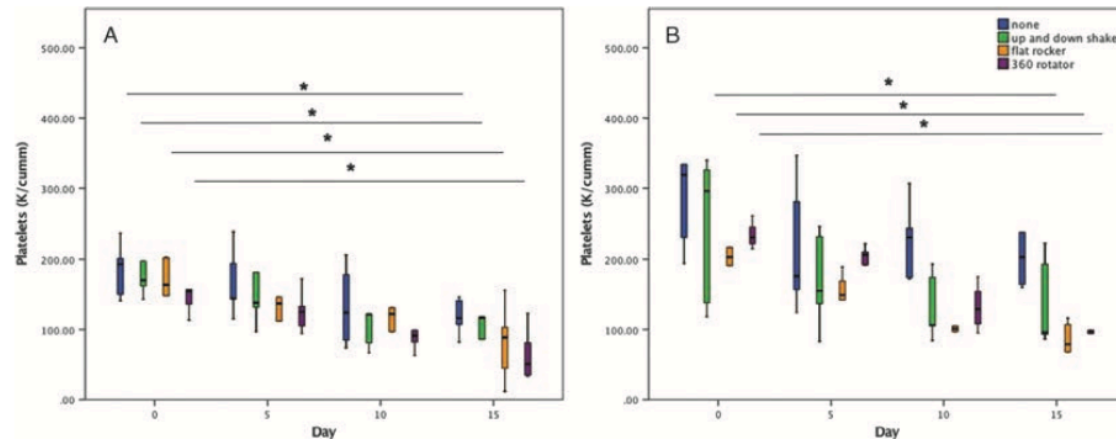 A
500.00
400.00
300.00
200.00
100.00
.00
Platelets (K/cumm)
*
*
*
*
0 5 10 15
Day
B
none
up and down shake
flat rocker
360 rotator
500.00
400.00
300.00
200.00
100.00
.00
Platelets (K/cumm)
*
*
*
0 5 10 15
Day